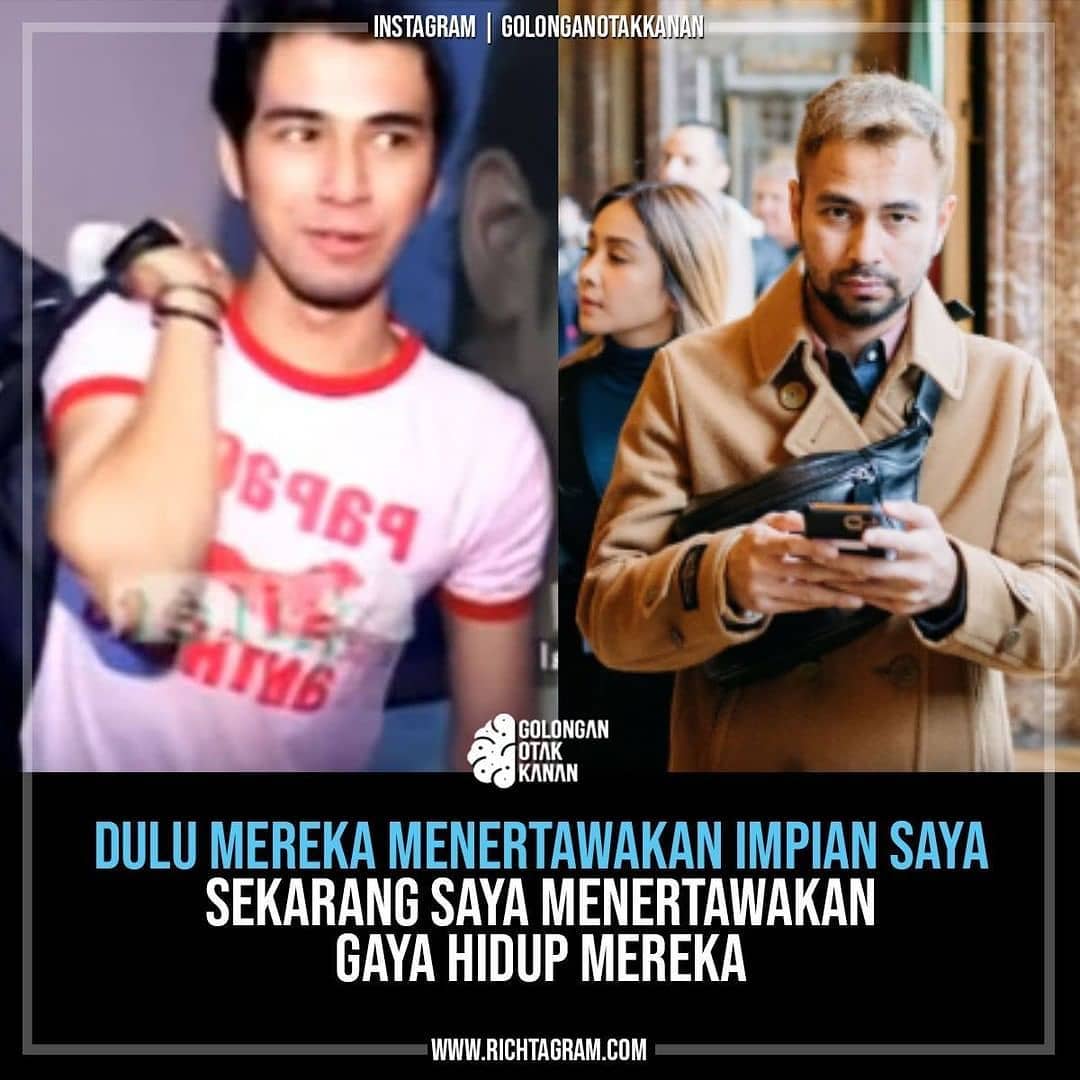 INSTAGRAM | GOLONGANOTAKKANAN
GOLONGAN
OTAK
KANAN
DULU MEREKA MENERTAWAKAN IMPIAN SAYA
SEKARANG SAYA MENERTAWAKAN
GAYA HIDUP MEREKA
WWW.RICHTAGRAM.COM